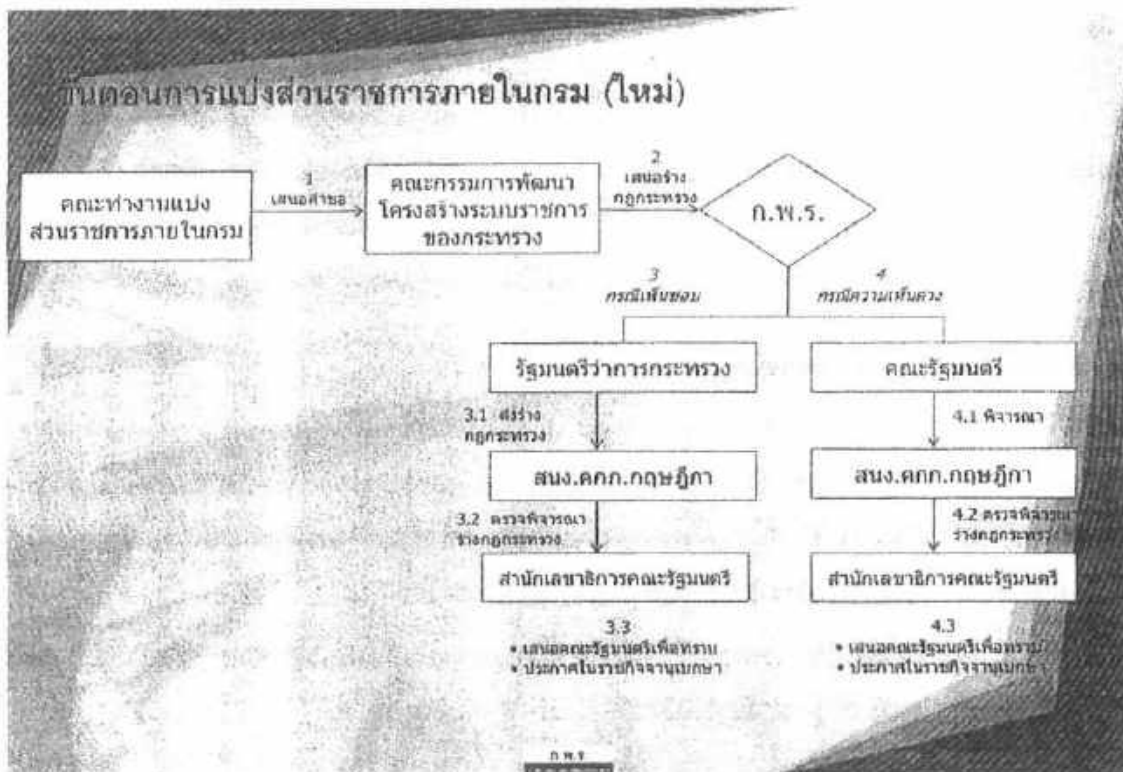 ขั้นตอนการแบ่งส่วนราชการภายในกรม (ใหม่)
คณะทำงานแบ่ง
ส่วนราชการภายในกรม
1
เสนอคำขอ
คณะกรรมการพัฒนา
โครงสร้างระบบราชการ
ของกระทรวง
2
เสนอร่าง
กฎกระทรวง
ก.พ.ร.
3
กรณีเห็นชอบ
4
กรณีความเห็นต่าง
รัฐมนตรีว่าการกระทรวง
3.1 ส่งร่าง
กฎกระทรวง
สนง.คกก.กฤษฎีกา
3.2 ตรวจพิจารณา
ร่างกฎกระทรวง
สำนักเลขาธิการคณะรัฐมนตรี
3.3
• เสนอคณะรัฐมนตรีเพื่อทราบ
• ประกาศในราชกิจจานุเบกษา
คณะรัฐมนตรี
4.1 พิจารณา
สนง.คกก.กฤษฎีกา
4.2 ตรวจพิจารณา
ร่างกฎกระทรวง
สำนักเลขาธิการคณะรัฐมนตรี
4.3
• เสนอคณะรัฐมนตรีเพื่อทราบ
• ประกาศในราชกิจจานุเบกษา
ก.พ.ร